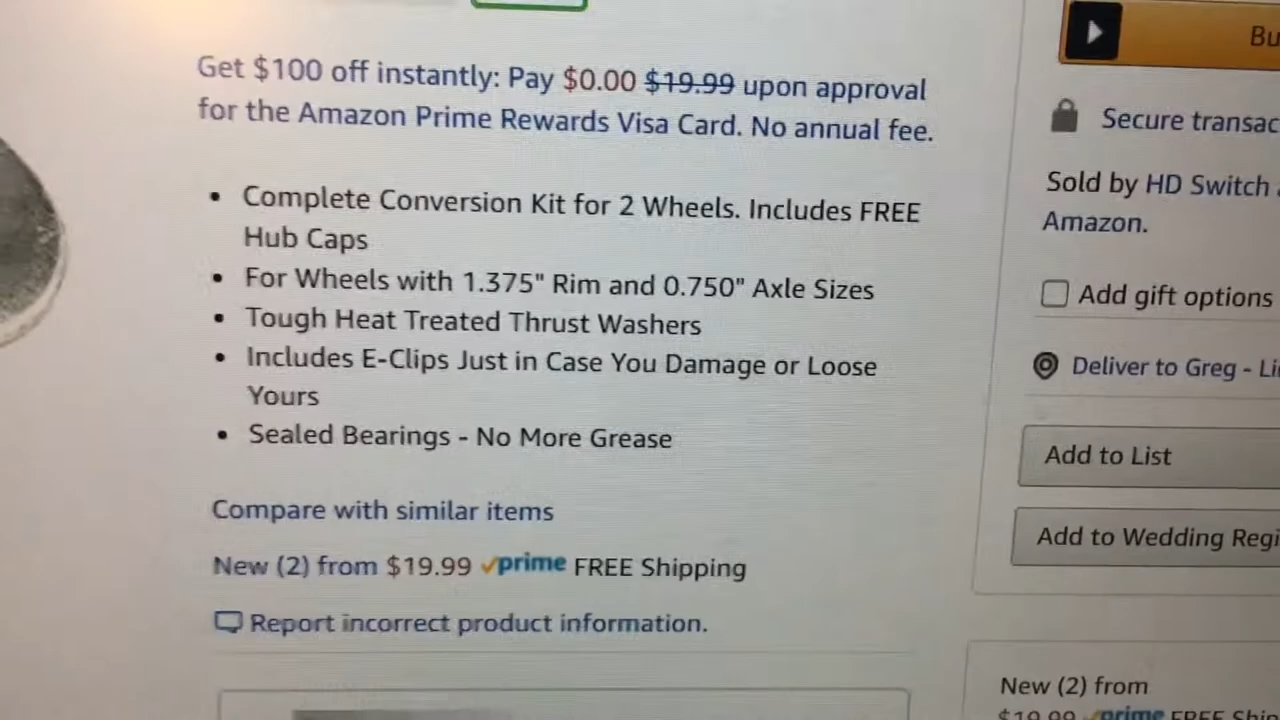 Get $100 off instantly: Pay $0.00 $19.99 upon approval
for the Amazon Prime Rewards Visa Card. No annual fee.
Complete Conversion Kit for 2 Wheels. Includes FREE
Hub Caps
For Wheels with 1.375" Rim and 0.750" Axle Sizes
Tough Heat Treated Thrust Washers
Includes E-Clips Just in Case You Damage or Loose
Yours
Sealed Bearings - No More Grease
Compare with similar items
New (2) from $19.99 prime FREE Shipping
Report incorrect product information.
Secure transac
Sold by HD Switch
Amazon.
Add gift options
Deliver to Greg - Li
Add to List
Add to Wedding Regi
New (2) from
$19.99 prime FREE Ship